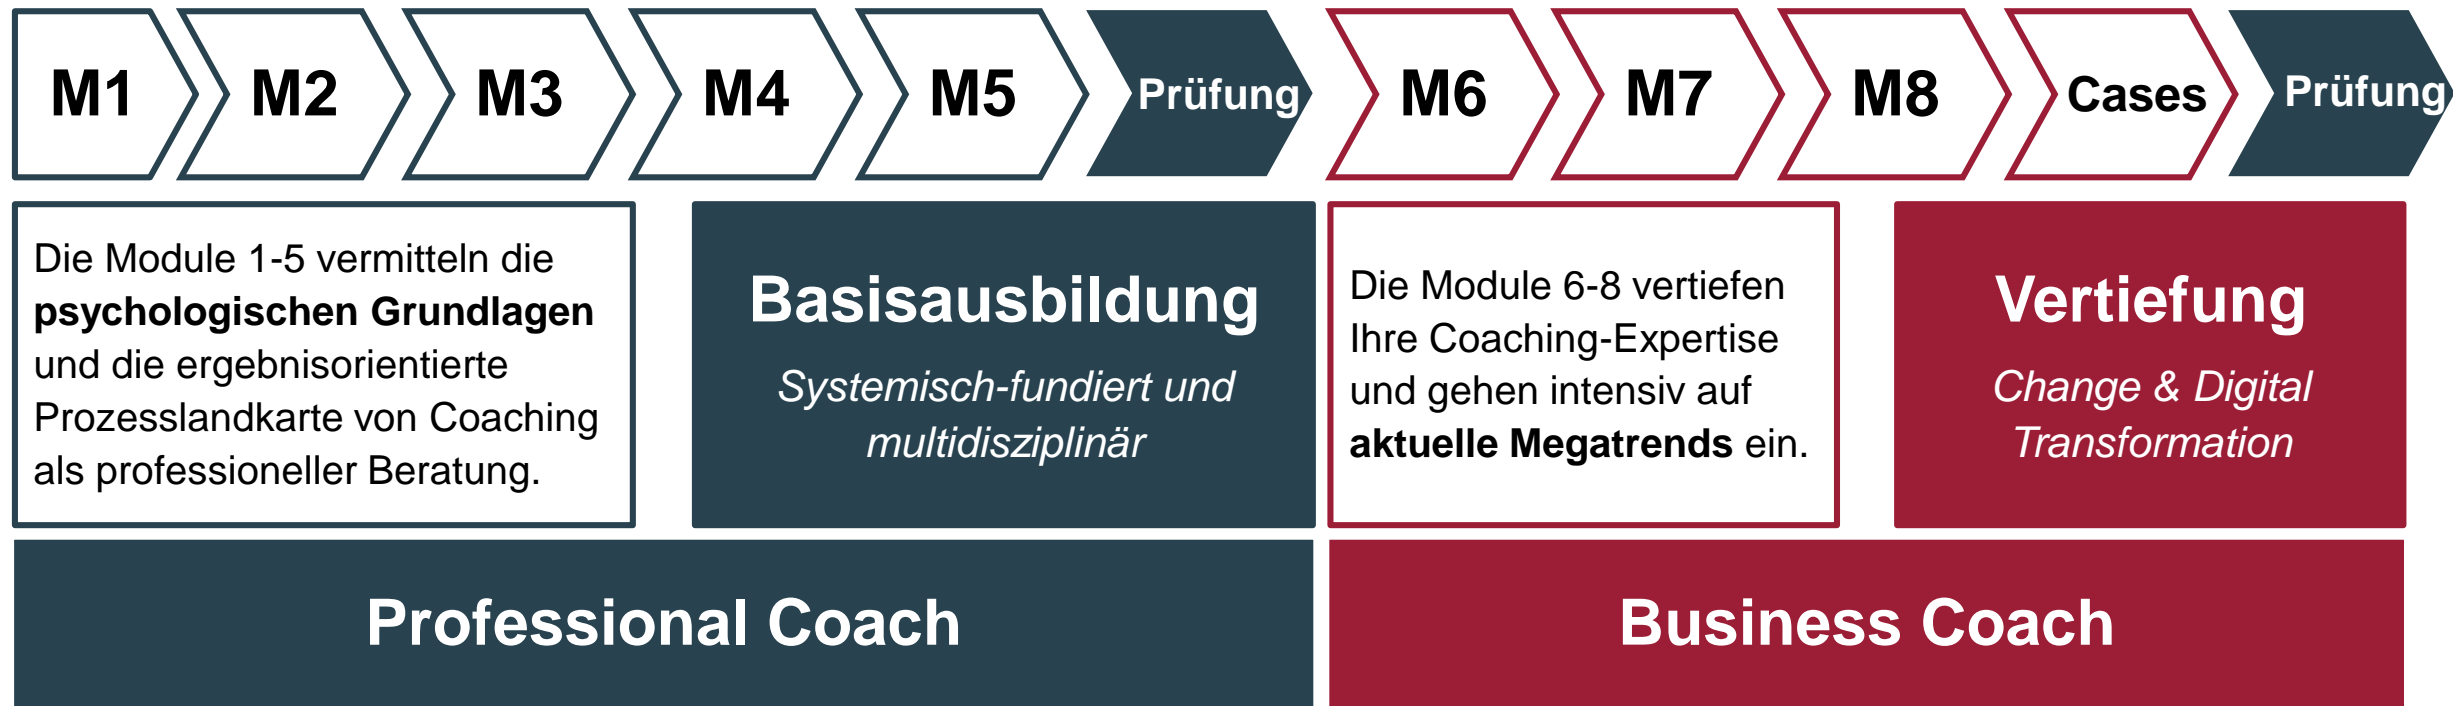 M1 M2 M3 M4 M5 Prüfung M6 M7 M8 Cases Prüfung
Die Module 1-5 vermitteln die
psychologischen Grundlagen
und die ergebnisorientierte
Prozesslandkarte von Coaching
als professioneller Beratung.
Basisausbildung
Systemisch-fundiert und
multidisziplinär
Die Module 6-8 vertiefen
Ihre Coaching-Expertise
und gehen intensiv auf
aktuelle Megatrends ein.
Vertiefung
Change & Digital
Transformation
Professional Coach
Business Coach